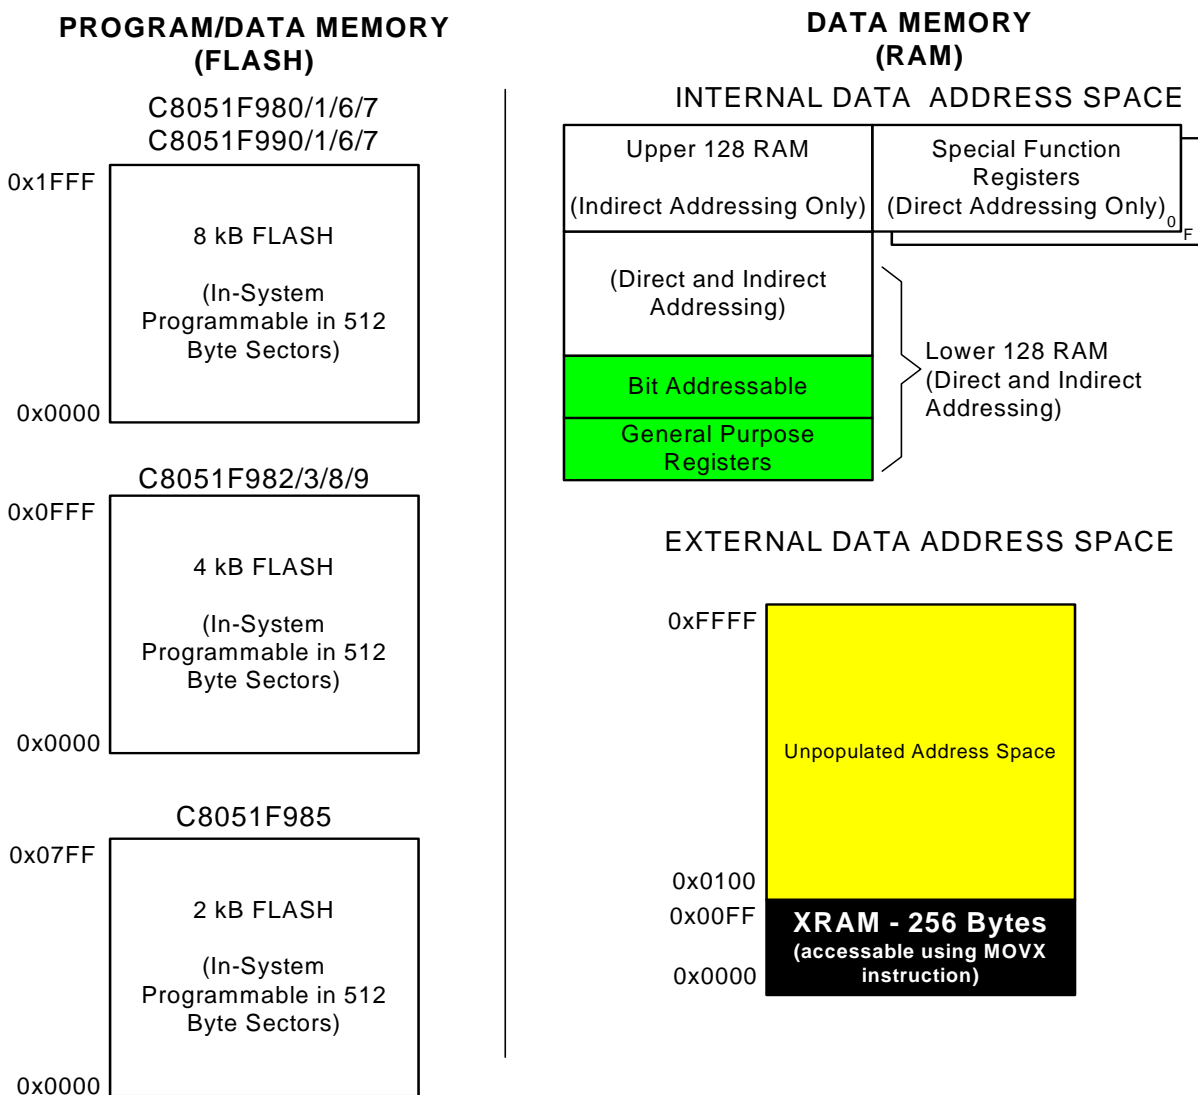 PROGRAM/DATA MEMORY
(FLASH)
C8051F980/1/6/7
C8051F990/1/6/7
0x1FFF
8 kB FLASH
(In-System
Programmable in 512
Byte Sectors)
0x0000
C8051F982/3/8/9
0x0FFF
4 kB FLASH
(In-System
Programmable in 512
Byte Sectors)
0x0000
C8051F985
0x07FF
2 kB FLASH
(In-System
Programmable in 512
Byte Sectors)
0x0000
DATA MEMORY
(RAM)
INTERNAL DATA ADDRESS SPACE
Upper 128 RAM
(Indirect Addressing Only)
Special Function
Registers
(Direct Addressing Only)
0
F
(Direct and Indirect
Addressing)
Bit Addressable
General Purpose
Registers
Lower 128 RAM
(Direct and Indirect
Addressing)
EXTERNAL DATA ADDRESS SPACE
0xFFFF
Unpopulated Address Space
0x0100
0x00FF
XRAM - 256 Bytes
(accessable using MOVX
instruction)
0x0000